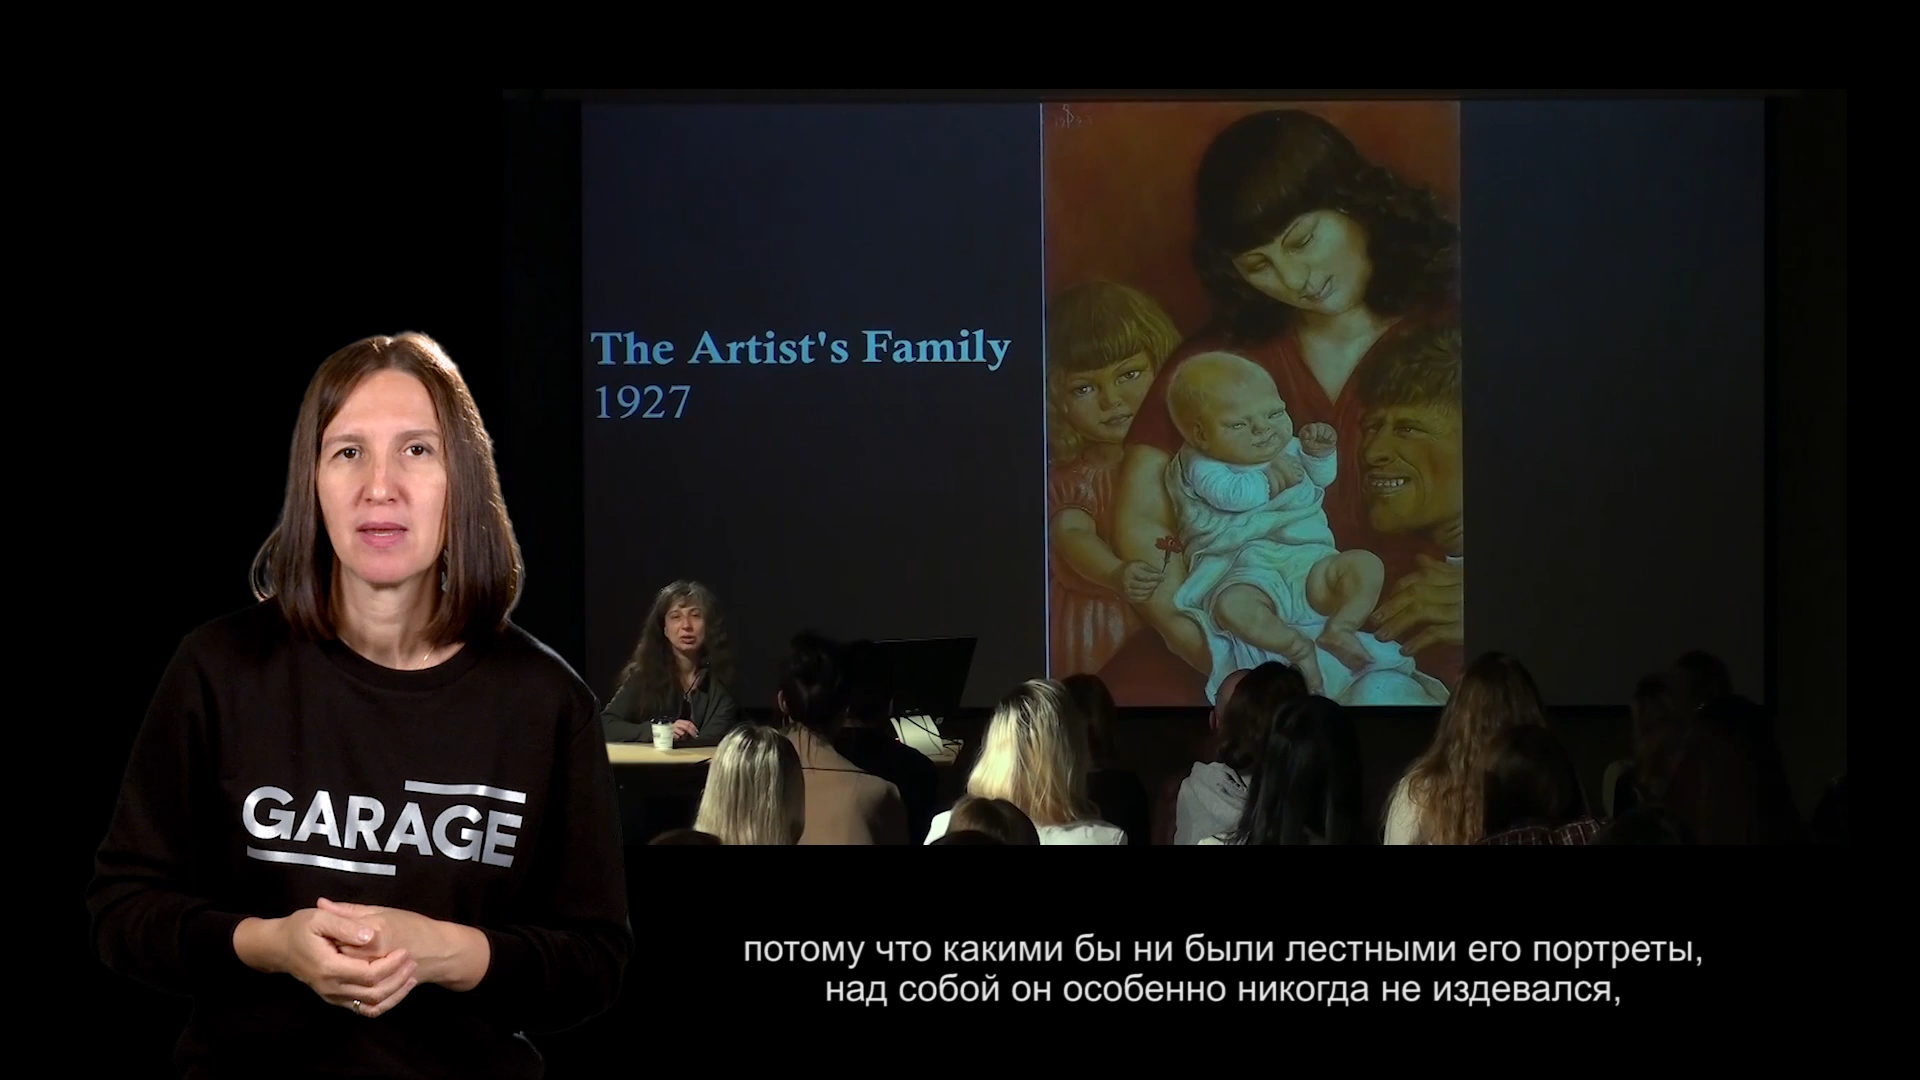 The Artist's Family
1927
GARAGE
потому что какими бы ни были лестными его портреты,
над собой он особенно никогда не издевался,